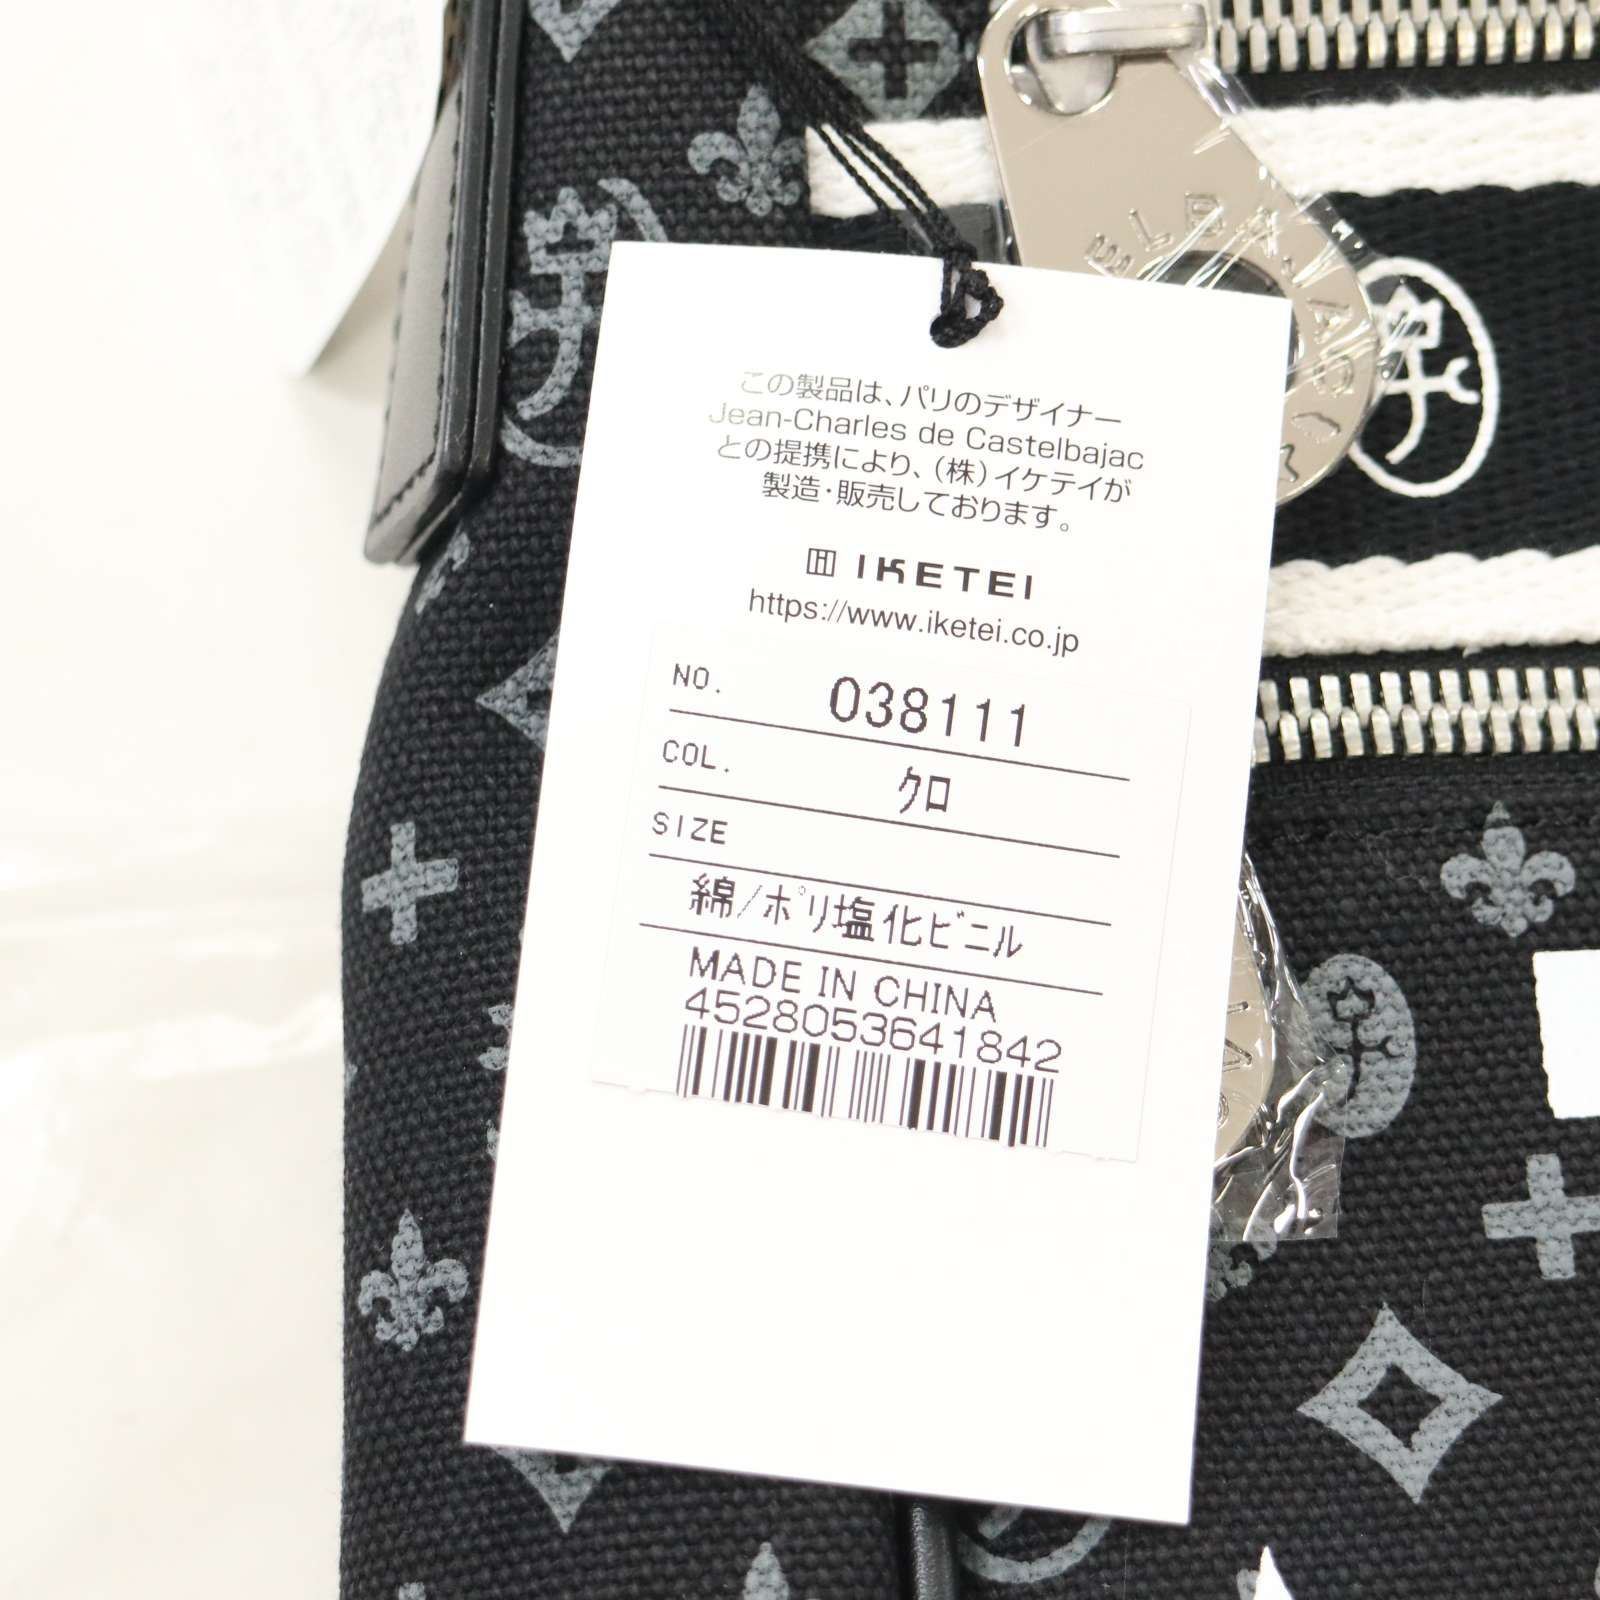 この製品は、パリのデザイナー
Jean-Charles de Castelbajac
との提携により、(株)イケテイが
製造・販売しております。
IKETEI
https://www.iketei.co.jp
NO. 038111
COL. クロ
SIZE
綿/ポリ塩化ビニル
MADE IN CHINA
4528053641842